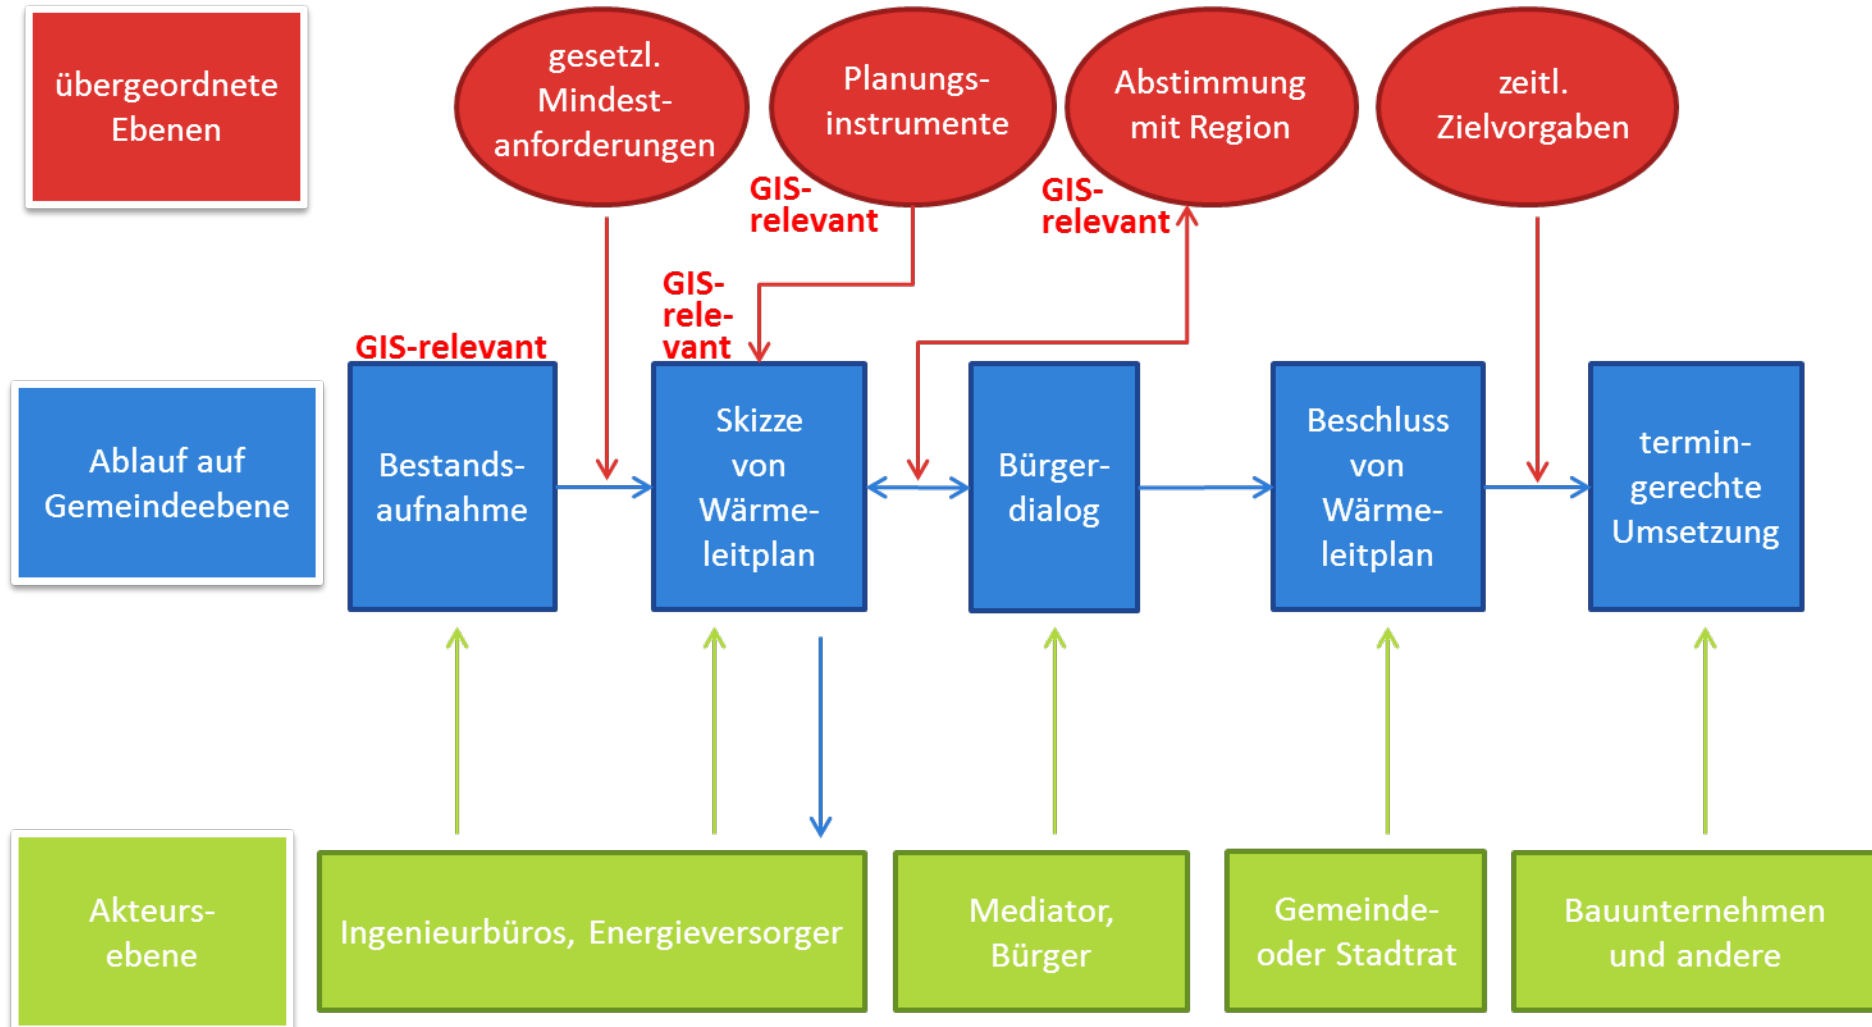 übergeordnete
Ebenen
gesetzl.
Mindest-
anforderungen
Planungs-
instrumente
Abstimmung
mit Region
zeitl.
Zielvorgaben
GIS-
relevant
GIS-
relevant
GIS-
rele-
vant
GIS-relevant
Ablauf auf
Gemeindeebene
Bestands-
aufnahme
Skizze
von
Wärme-
leitplan
Bürger-
dialog
Beschluss
von
Wärme-
leitplan
termin-
gerechte
Umsetzung
Akteurs-
ebene
Ingenieurbüros, Energieversorger
Mediator,
Bürger
Gemeinde-
oder Stadtrat
Bauunternehmen
und andere